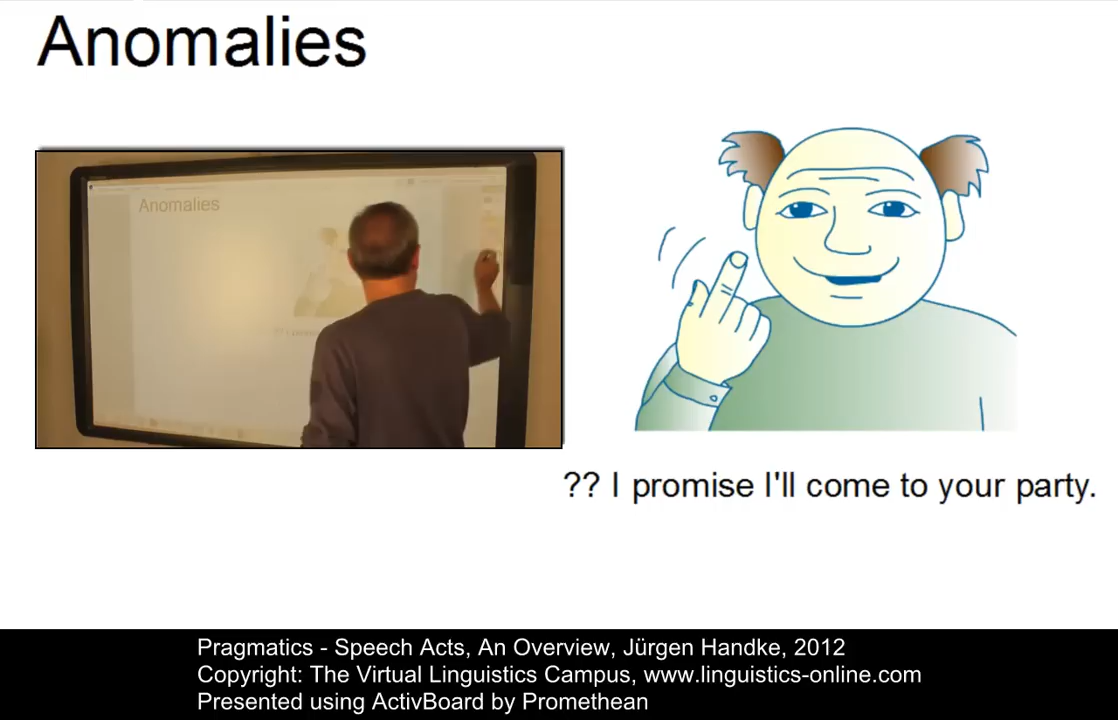 Anomalies
Anomalies
?? I promise I'll come to your party.
Pragmatics - Speech Acts, An Overview, Jürgen Handke, 2012
Copyright: The Virtual Linguistics Campus, www.linguistics-online.com
Presented using ActivBoard by Promethean